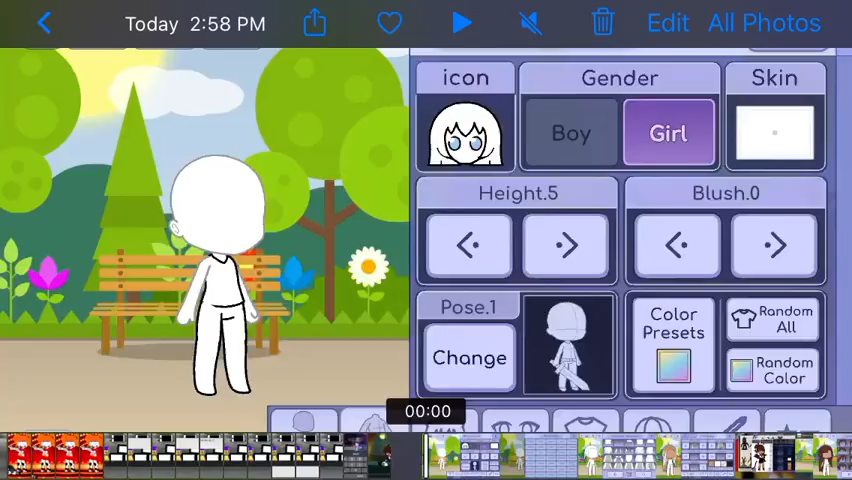 Today 2:58 PM
Edit
All Photos
icon
Gender
Skin
Boy
Girl
Height.5
Blush.0
Pose.1
Change
Color
Presets
Random
All
Random
Color
00:00